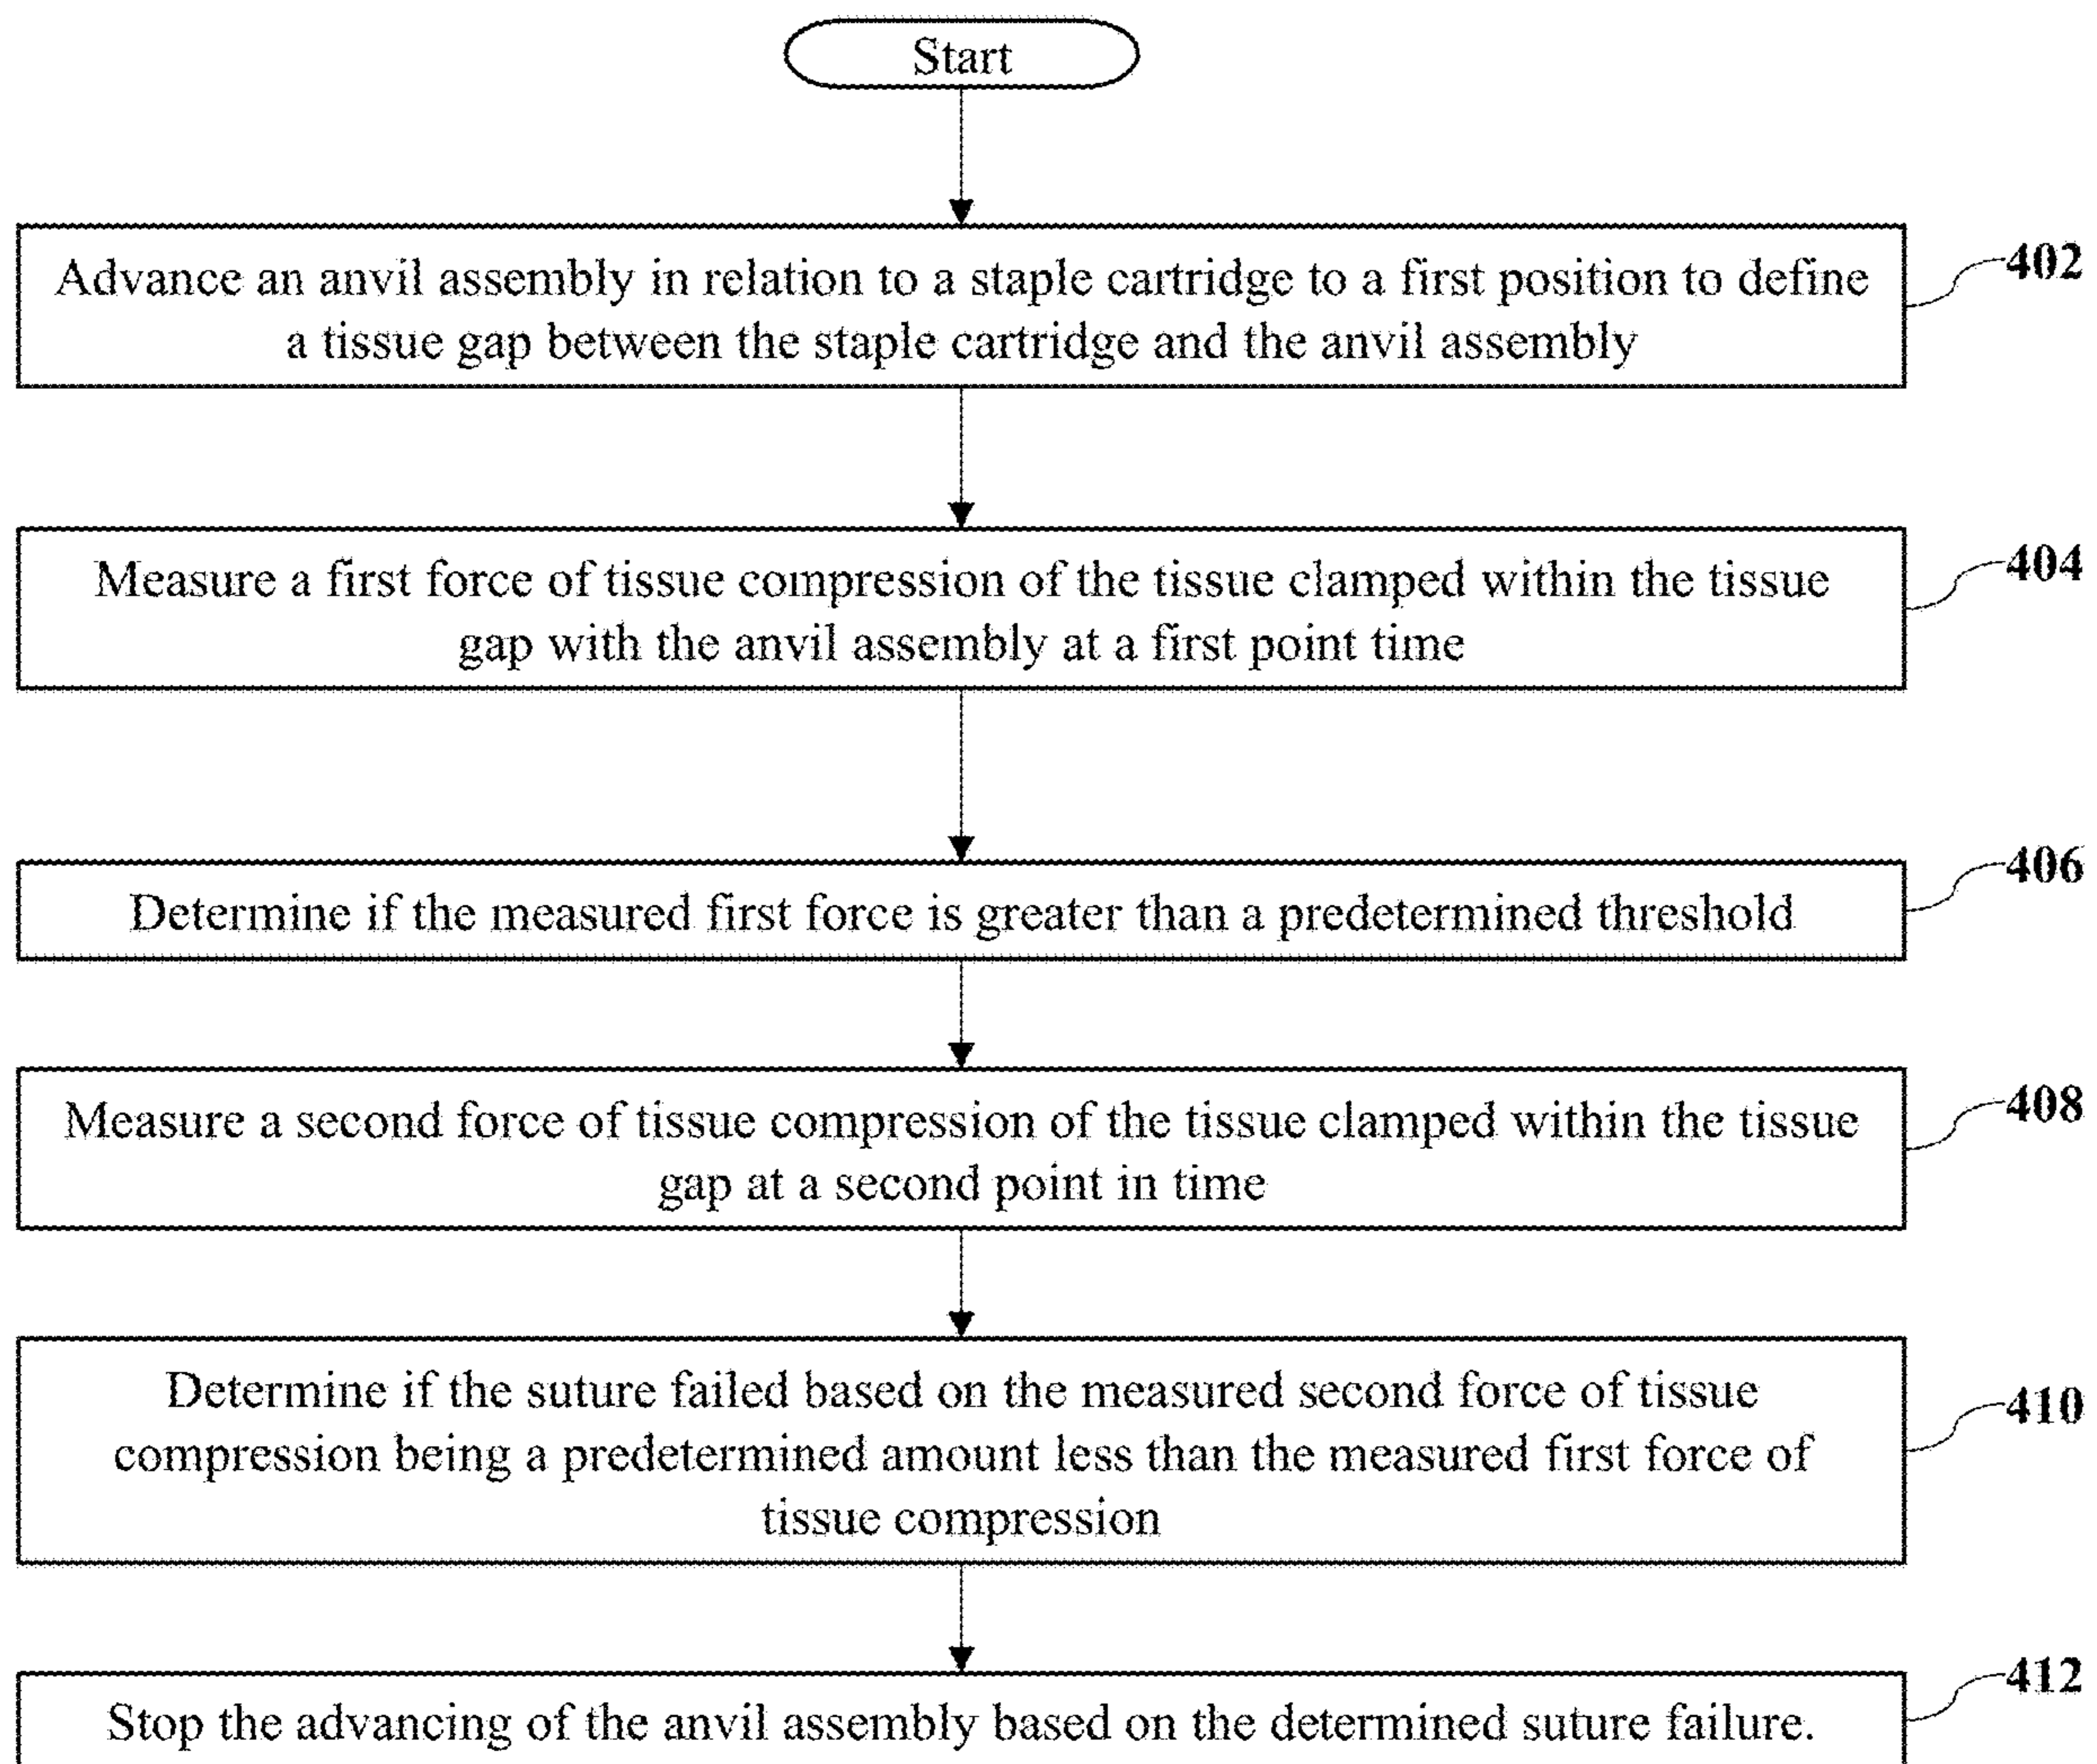 Start
Advance an anvil assembly in relation to a staple cartridge to a first position to define
a tissue gap between the staple cartridge and the anvil assembly
402
Measure a first force of tissue compression of the tissue clamped within the tissue
gap with the anvil assembly at a first point time
404
Determine if the measured first force is greater than a predetermined threshold
406
Measure a second force of tissue compression of the tissue clamped within the tissue
gap at a second point in time
408
Determine if the suture failed based on the measured second force of tissue
compression being a predetermined amount less than the measured first force of
tissue compression
410
Stop the advancing of the anvil assembly based on the determined suture failure.
412